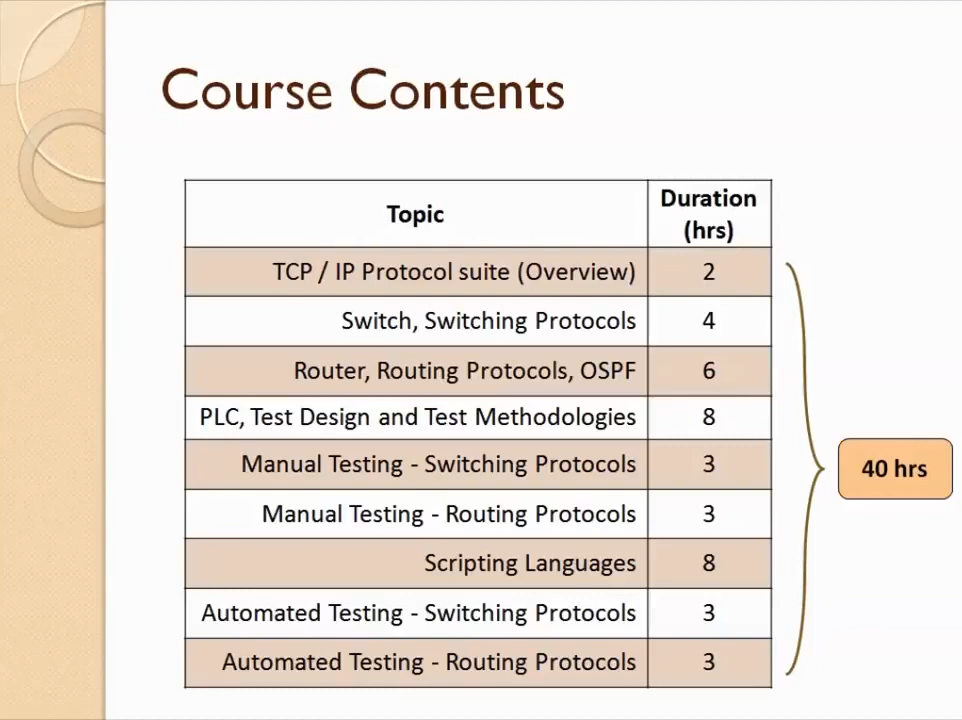 Course Contents
Topic Duration (hrs)
TCP / IP Protocol suite (Overview) 2
Switch, Switching Protocols 4
Router, Routing Protocols, OSPF 6
PLC, Test Design and Test Methodologies 8
Manual Testing - Switching Protocols 3
Manual Testing - Routing Protocols 3
Scripting Languages 8
Automated Testing - Switching Protocols 3
Automated Testing - Routing Protocols 3
40 hrs